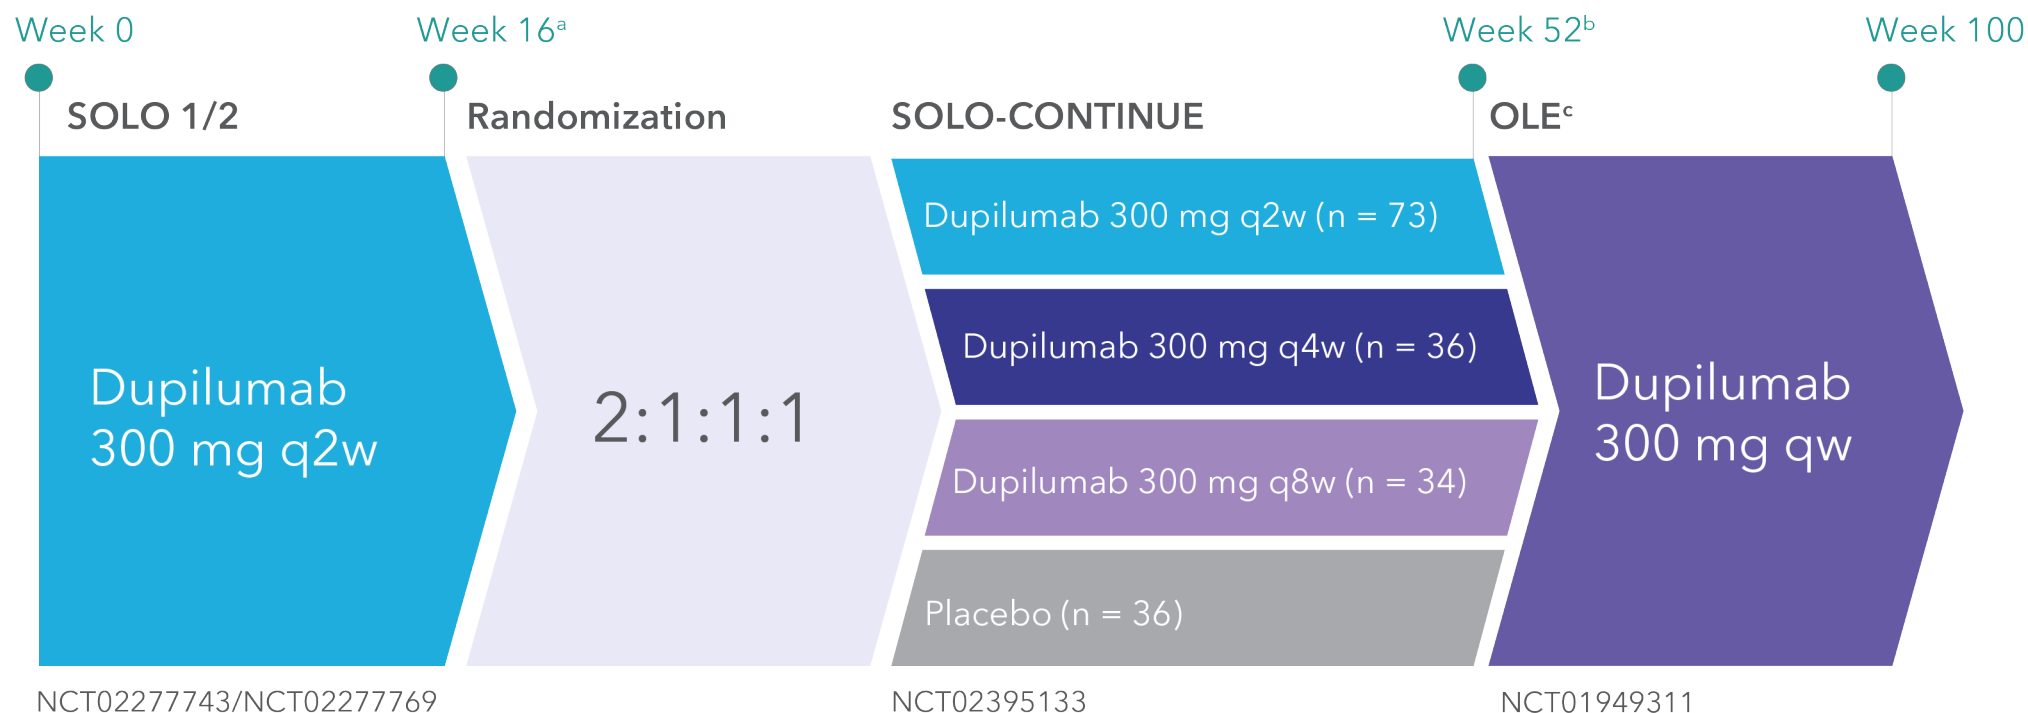 Week 0
Week 16ᵃ
Week 52ᵇ
Week 100
SOLO 1/2
Randomization
SOLO-CONTINUE
OLEᶜ
Dupilumab
300 mg q2w
2:1:1:1
Dupilumab 300 mg q2w (n = 73)
Dupilumab 300 mg q4w (n = 36)
Dupilumab 300 mg q8w (n = 34)
Placebo (n = 36)
Dupilumab
300 mg qw
NCT02277743/NCT02277769
NCT02395133
NCT01949311